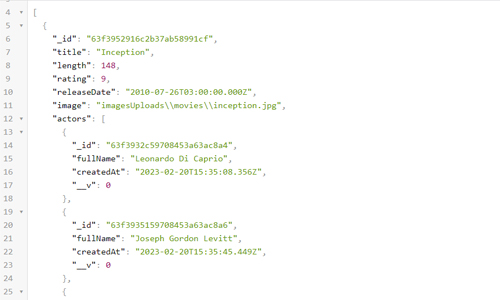 4 [
5 {
6 "_id": "63f3952916c2b37ab58991cf",
7 "title": "Inception",
8 "length": 148,
9 "rating": 9,
10 "releaseDate": "2010-07-26T03:00:00.000Z",
11 "image": "imagesUploads\\movies\\inception.jpg",
12 "actors": [
13 {
14 "_id": "63f3932c59708453a63ac8a4",
15 "fullName": "Leonardo Di Caprio",
16 "createdAt": "2023-02-20T15:35:08.356Z",
17 "__v": 0
18 },
19 {
20 "_id": "63f3935159708453a63ac8a6",
21 "fullName": "Joseph Gordon Levitt",
22 "createdAt": "2023-02-20T15:35:45.449Z",
23 "__v": 0
24 },
25 {